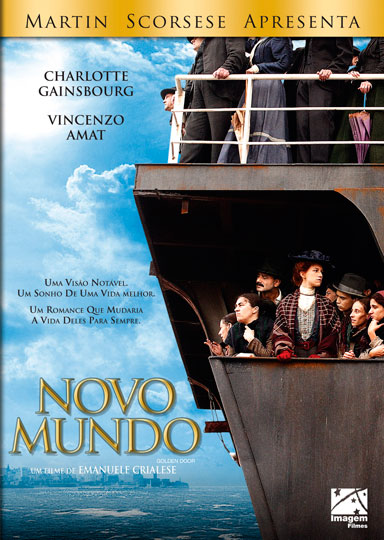 MARTIN SCORSESE APRESENTA
CHARLOTTE
GAINSBOURG
VINCENZO
AMAT
UMA VISÃO NOTÁVEL.
UM SONHO DE UMA VIDA MELHOR.
UM ROMANCE QUE MUDARIA
A VIDA DELES PARA SEMPRE.
NOVO
MUNDO
GOLDEN DOOR
UM FILME DE EMANUELE CRIALESE
Imagem
Filmes